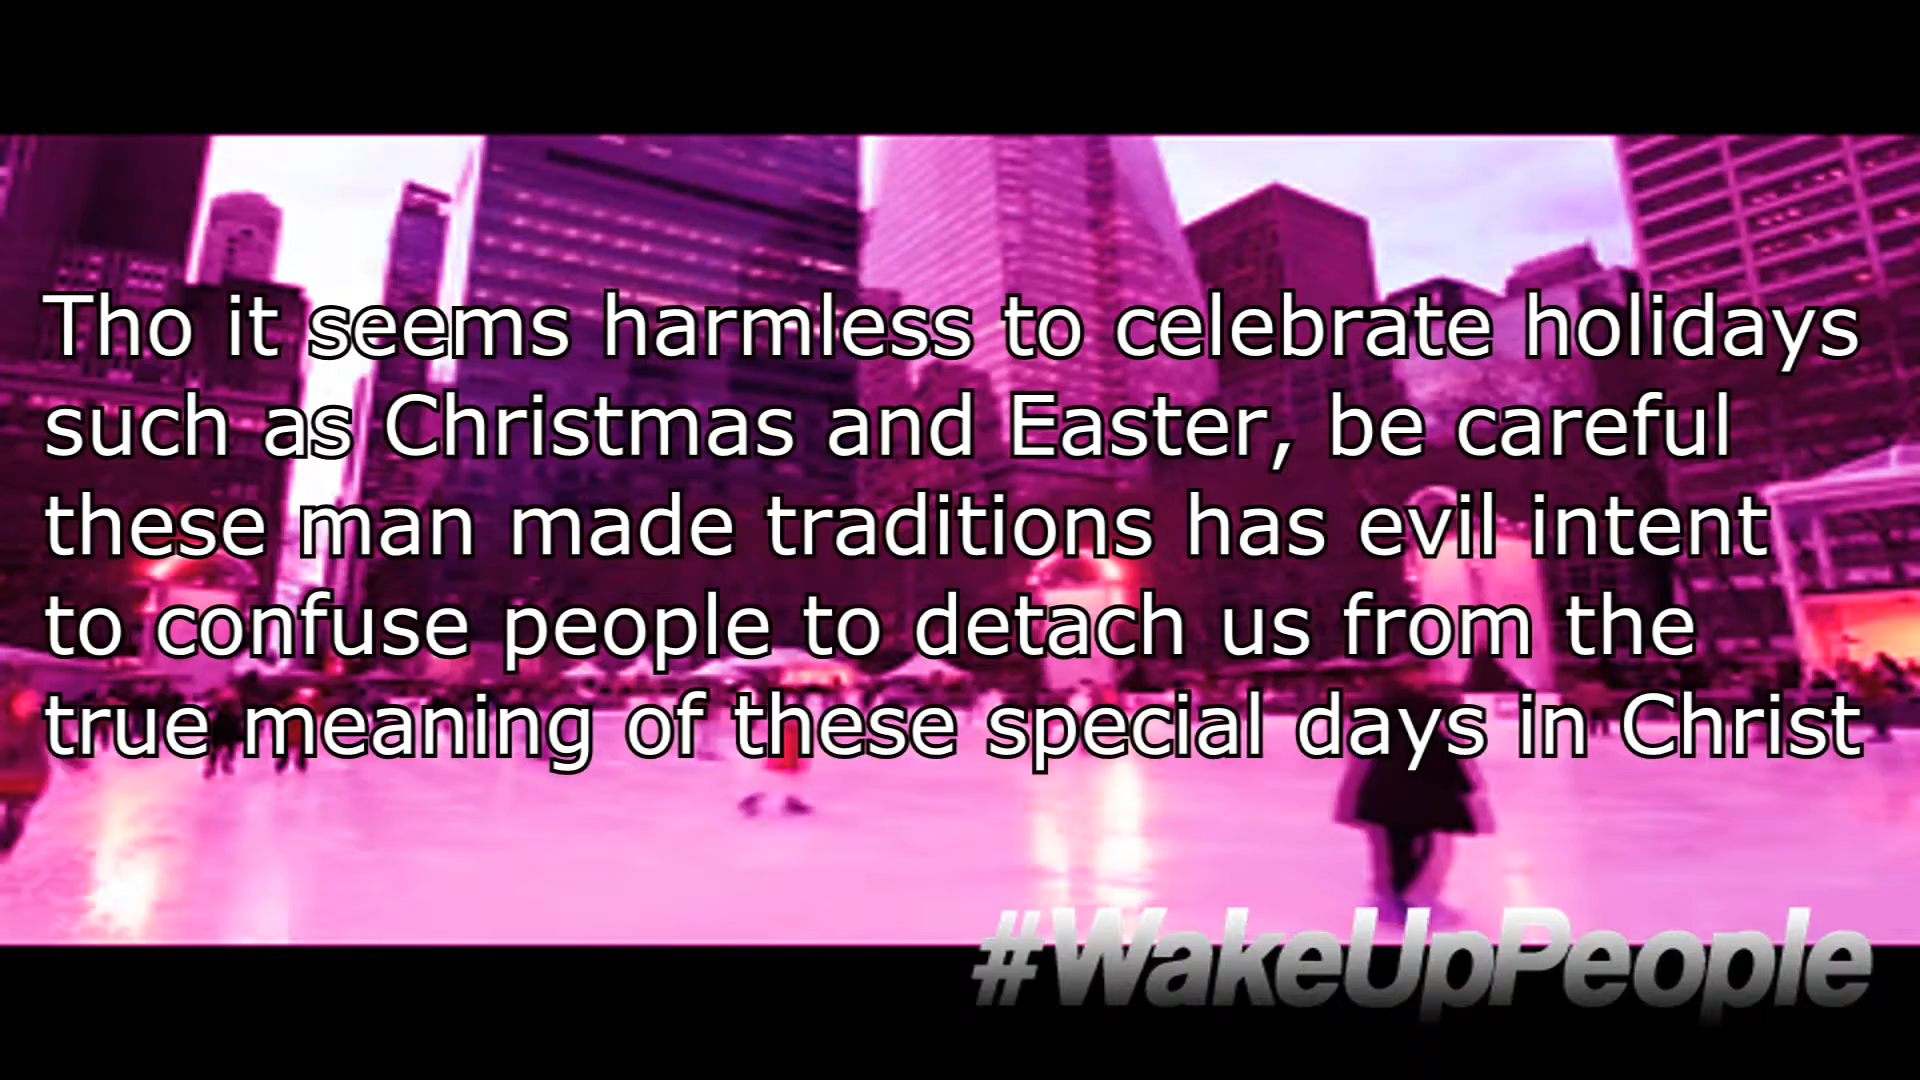 Tho it seems harmless to celebrate holidays
such as Christmas and Easter, be careful
these man made traditions has evil intent
to confuse people to detach us from the
true meaning of these special days in Christ
#WakeUpPeople